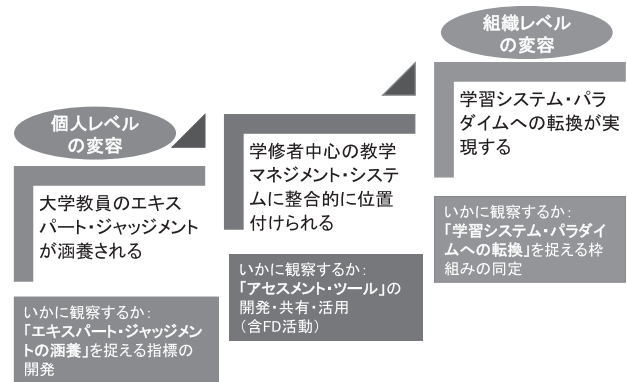 個人レベル
の変容
大学教員のエキス
パート・ジャッジメント
が涵養される
いかに観察するか:
「エキスパート・ジャッジメン
トの涵養」を捉える指標の
開発
学修者中心の教学
マネジメント・システ
ムに整合的に位置
付けられる
いかに観察するか:
「アセスメント・ツール」の
開発・共有・活用
(含FD活動)
組織レベル
の変容
学習システム・パラ
ダイムへの転換が実
現する
いかに観察するか:
「学習システム・パラダイ
ムへの転換」を捉える枠
組みの同定